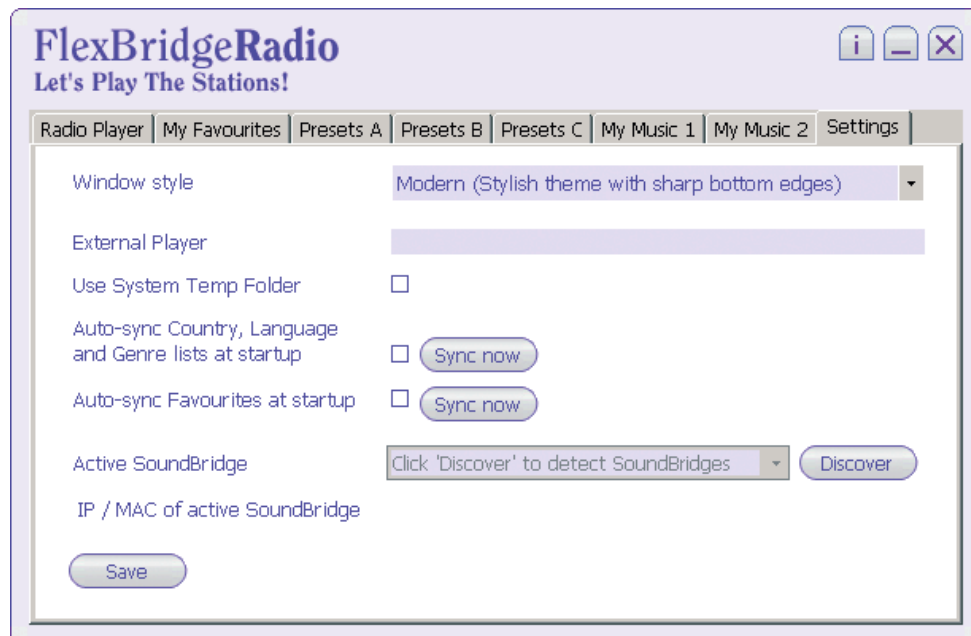 FlexBridgeRadio
Let's Play The Stations!
i
Radio Player My Favourites Presets A Presets B Presets C My Music 1 My Music 2 Settings
Window style Modern (Stylish theme with sharp bottom edges)
External Player
Use System Temp Folder
Auto-sync Country, Language
and Genre lists at startup Sync now
Auto-sync Favourites at startup Sync now
Active SoundBridge Click 'Discover' to detect SoundBridges Discover
IP / MAC of active SoundBridge
Save